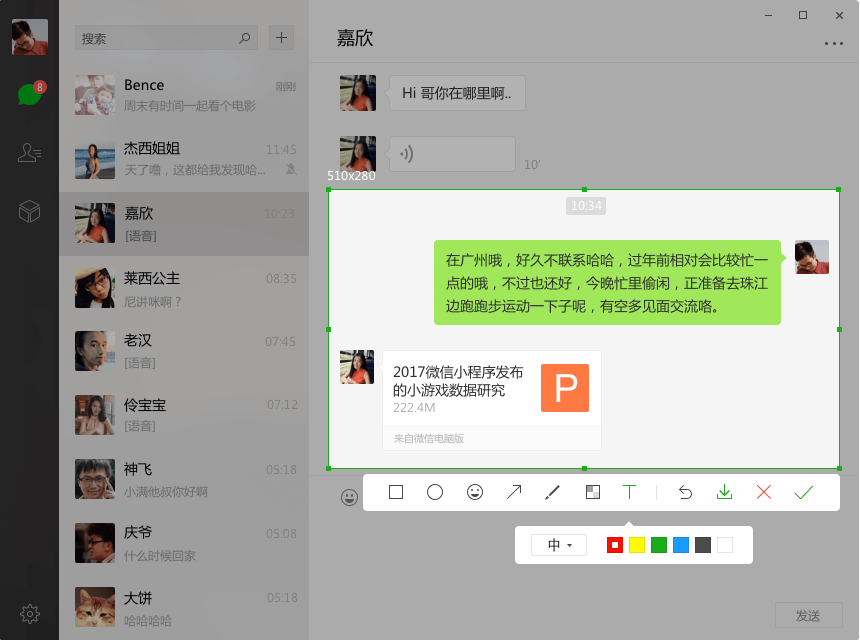 8
搜索
Bence 刚刚
周末有时间一起看个电影
杰西姐姐 11:45
天了噜，这都给我发现哈...
嘉欣 10:23
[语音]
莱西公主 08:35
尼讲咪啊？
老汉 07:45
[语音]
伶宝宝 07:12
[语音]
神飞 05:18
小满他叔你好啊
庆爷 05:08
什么时候回家
大饼 05:18
哈哈哈哈
嘉欣
Hi 哥你在哪里啊..
10'
510x280
10:34
在广州哦，好久不联系哈哈，过年前相对会比较忙一
点的哦，不过也还好，今晚忙里偷闲，正准备去珠江
边跑跑步运动一下子呢，有空多见面交流咯。
2017微信小程序发布
的小游戏数据研究
222.4M
P
来自微信电脑版
T
中
发送